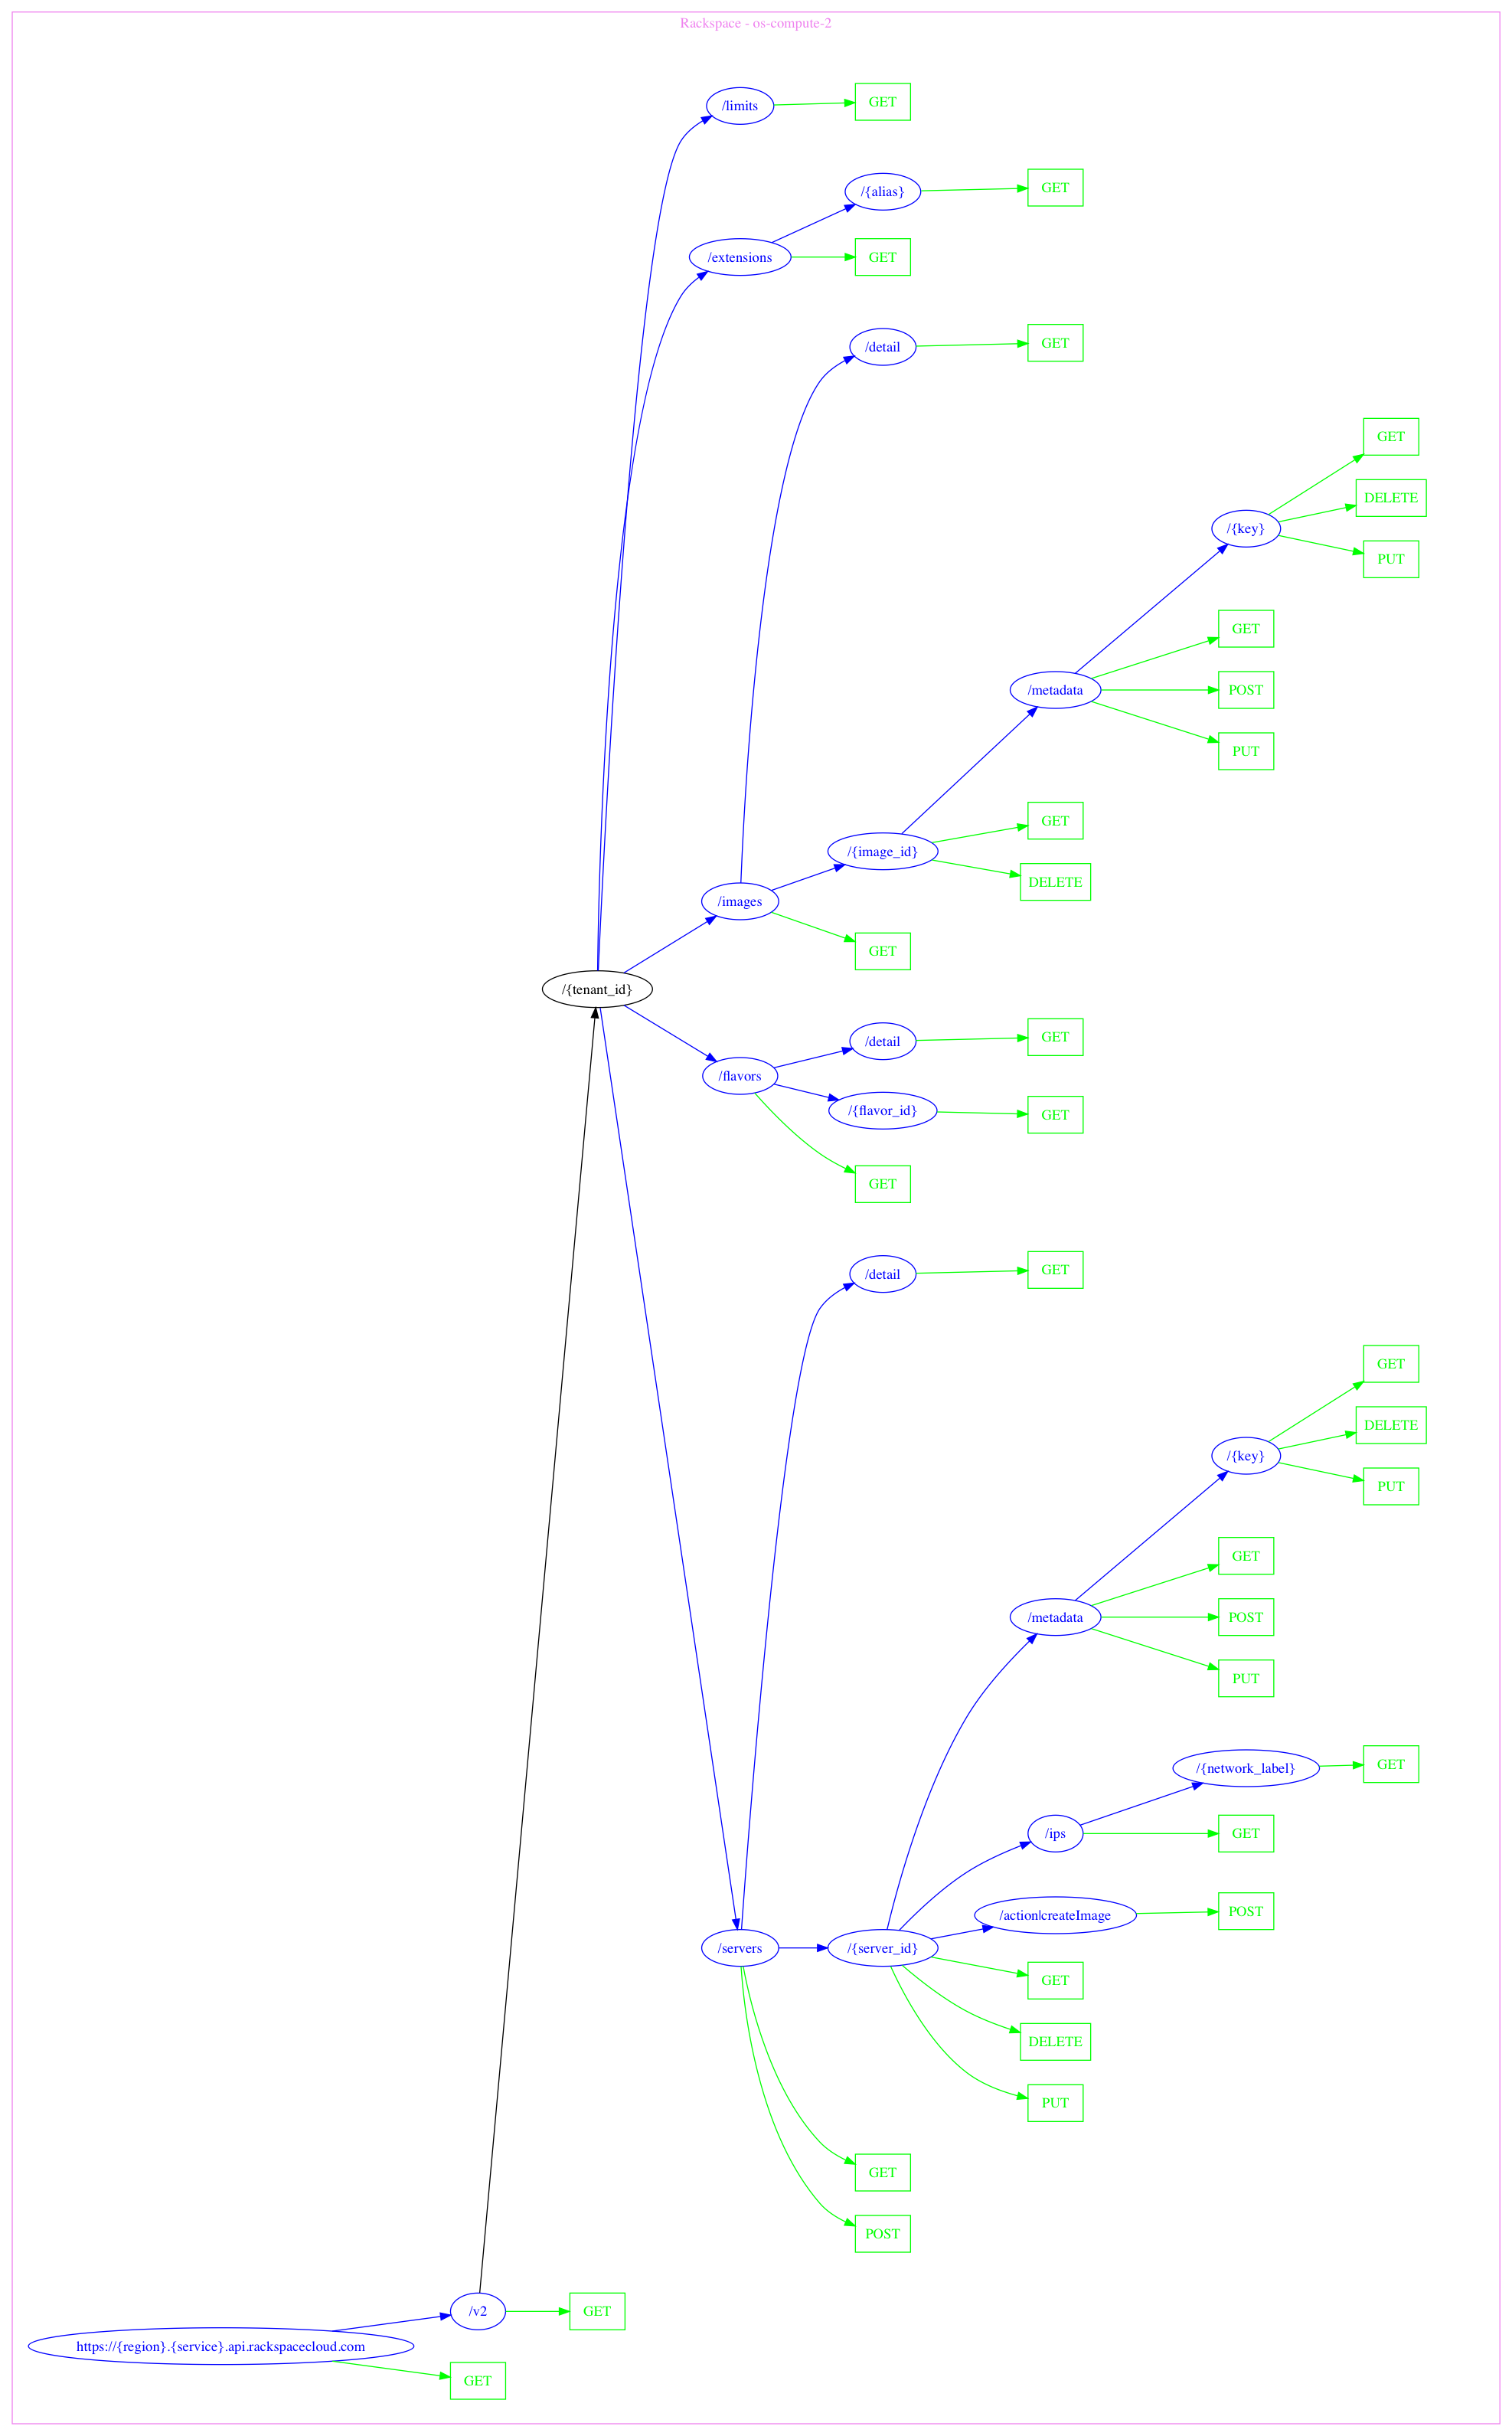 Rackspace - os-compute-2
/limits
GET
/{alias}
GET
/extensions
GET
/detail
GET
GET
/{key}
DELETE
PUT
GET
/metadata
POST
PUT
GET
/{image_id}
DELETE
/images
GET
/{tenant_id}
/detail
GET
/flavors
/{flavor_id}
GET
GET
/detail
GET
GET
DELETE
/{key}
PUT
GET
/metadata
POST
PUT
/{network_label}
GET
/ips
GET
/action|createImage
POST
/servers
/{server_id}
GET
DELETE
PUT
GET
POST
/v2
GET
https://{region}.{service}.api.rackspacecloud.com
GET